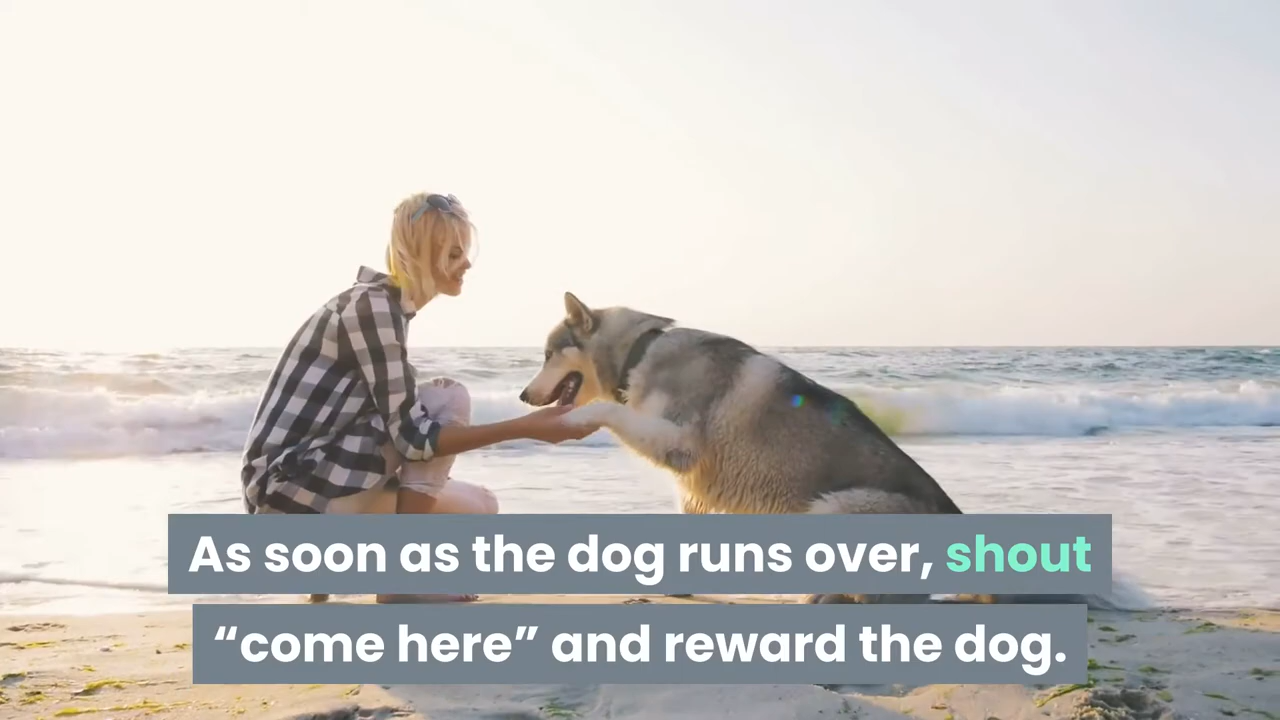 As soon as the dog runs over, shout
“come here” and reward the dog.